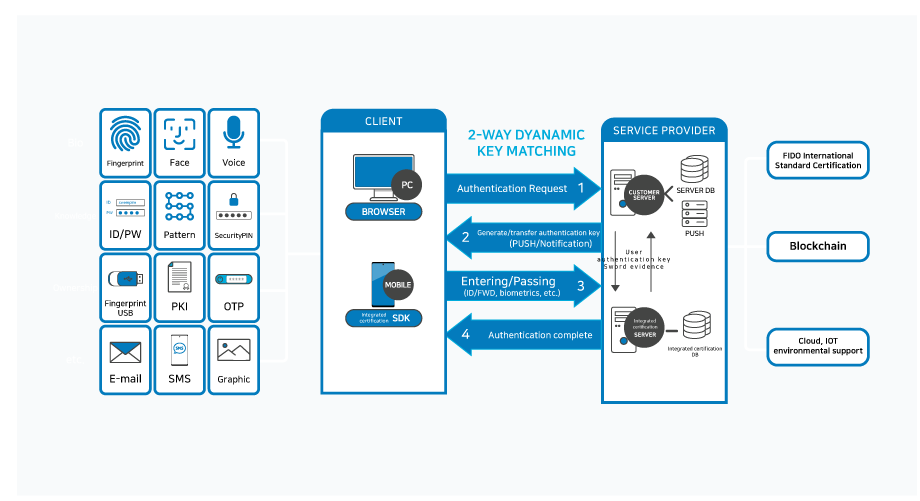 Fingerprint
Face
Voice
ID/PW
Pattern
SecurityPIN
Fingerprint
USB
PKI
OTP
E-mail
SMS
SMS
Graphic
CLIENT
PC
BROWSER
MOBILE
Integrated
certification SDK
2-WAY DYANAMIC
KEY MATCHING
Authentication Request 1
2 Generate/transfer authentication key
(PUSH/Notification)
Entering/Passing 3
(ID/FWD, biometrics, etc.)
4 Authentication complete
SERVICE PROVIDER
CUSTOMER
SERVER
SERVER DB
PUSH
User
authentication key
Sword evidence
Integrated
certification
SERVER
Integrated certification
DB
FIDO International
Standard Certification
Blockchain
Cloud, IOT
environmental support